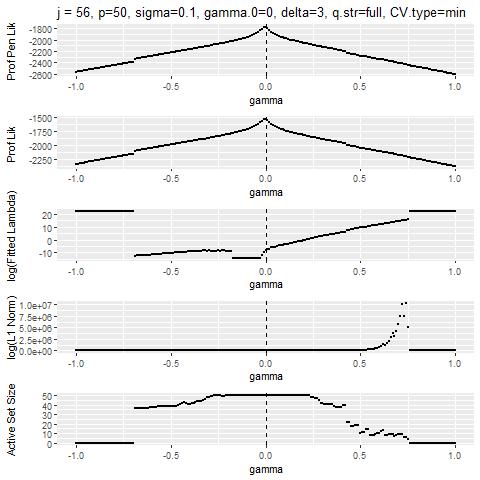 j = 56, p=50, sigma=0.1, gamma.0=0, delta=3, q.str=full, CV.type=min
Prof Pen Lik
-1800
-2000
-2200
-2400
-2600
-1.0 -0.5 0.0 0.5 1.0
gamma
Prof Lik
-1500
-1750
-2000
-2250
-1.0 -0.5 0.0 0.5 1.0
gamma
log(Fitted Lambda)
20
10
0
-10
-1.0 -0.5 0.0 0.5 1.0
gamma
log(L1 Norm)
1.0e+07
7.5e+06
5.0e+06
2.5e+06
0.0e+00
-1.0 -0.5 0.0 0.5 1.0
gamma
Active Set Size
50
40
30
20
10
0
-1.0 -0.5 0.0 0.5 1.0
gamma